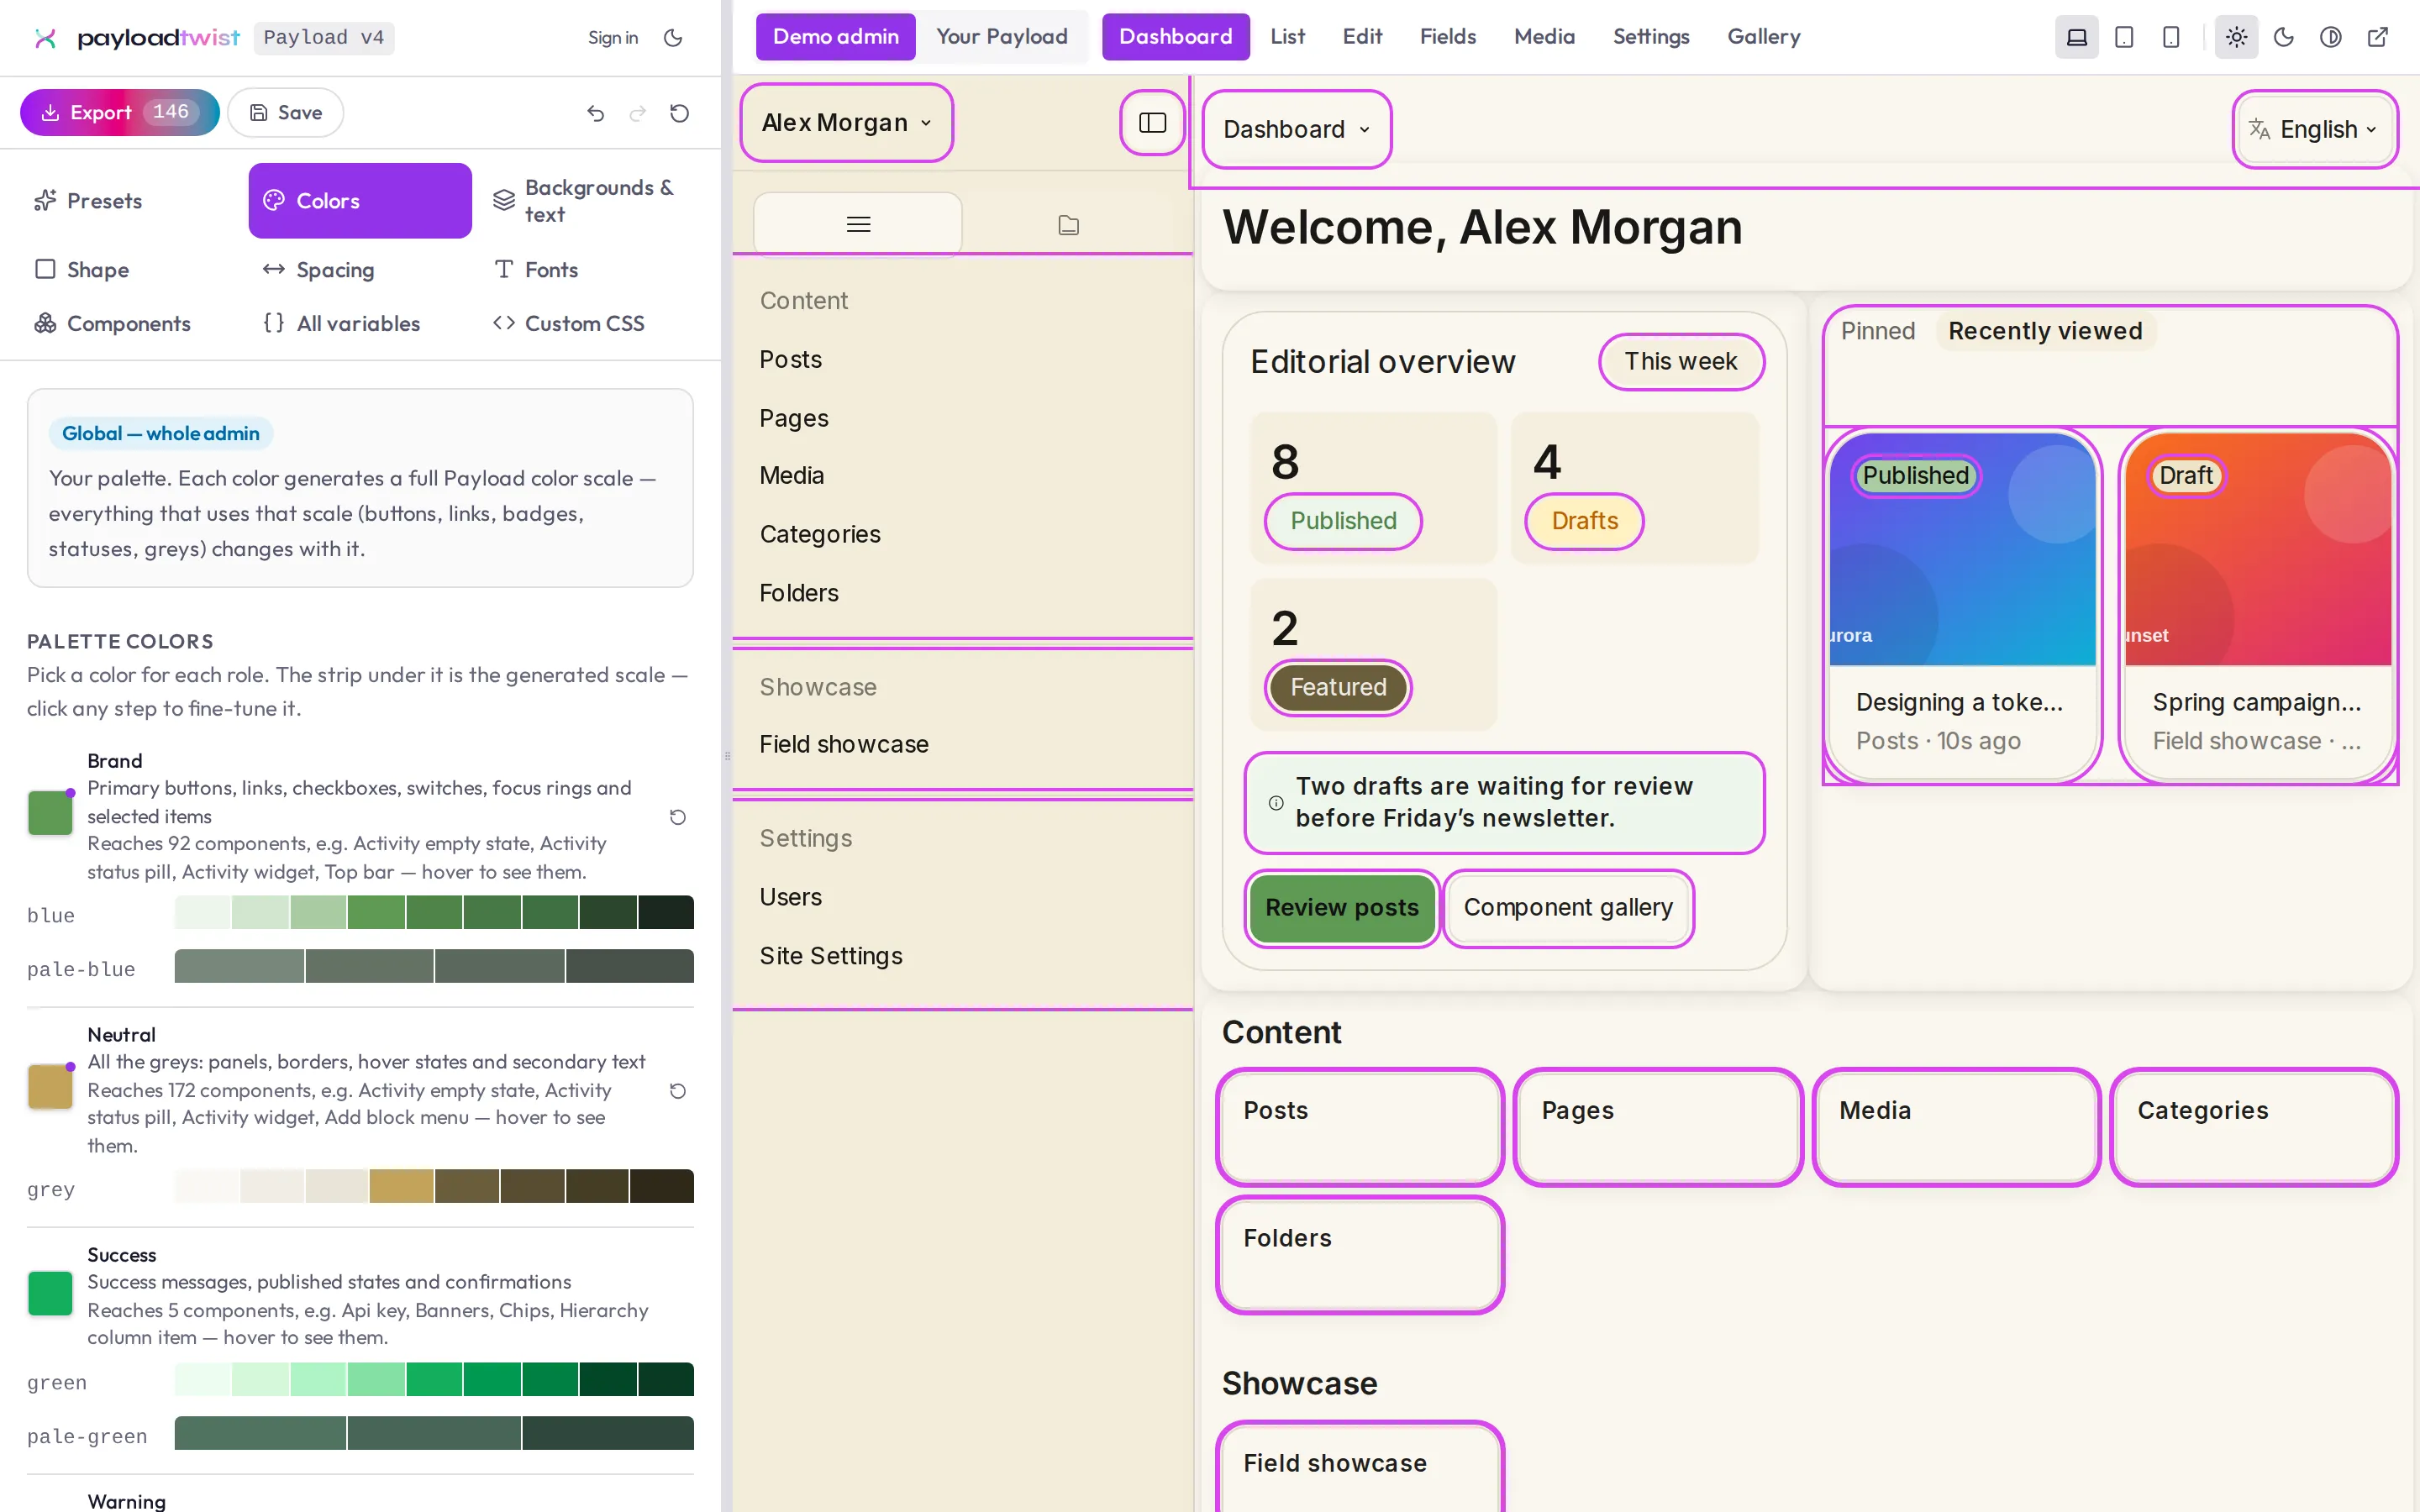 payloadtwist Payload v4 Sign in
Export 146 Save
Presets Colors Backgrounds & text
Shape Spacing Fonts
Components All variables Custom CSS
Global — whole admin
Your palette. Each color generates a full Payload color scale —
everything that uses that scale (buttons, links, badges,
statuses, greys) changes with it.
PALETTE COLORS
Pick a color for each role. The strip under it is the generated scale —
click any step to fine-tune it.
Brand
Primary buttons, links, checkboxes, switches, focus rings and
selected items
Reaches 92 components, e.g. Activity empty state, Activity
status pill, Activity widget, Top bar — hover to see them.
blue
pale-blue
Neutral
All the greys: panels, borders, hover states and secondary text
Reaches 172 components, e.g. Activity empty state, Activity
status pill, Activity widget, Add block menu — hover to see
them.
grey
Success
Success messages, published states and confirmations
Reaches 5 components, e.g. Api key, Banners, Chips, Hierarchy
column item — hover to see them.
green
pale-green
Warning
Demo admin Your Payload Dashboard List Edit Fields Media Settings Gallery
Alex Morgan
Content
Posts
Pages
Media
Categories
Folders
Showcase
Field showcase
Settings
Users
Site Settings
Dashboard English
Welcome, Alex Morgan
Editorial overview This week
8
Published
4
Drafts
2
Featured
Two drafts are waiting for review
before Friday’s newsletter.
Review posts Component gallery
Pinned Recently viewed
Published
urora
Designing a toke...
Posts · 10s ago
Draft
unset
Spring campaign...
Field showcase · ...
Content
Posts Pages Media Categories
Folders
Showcase
Field showcase